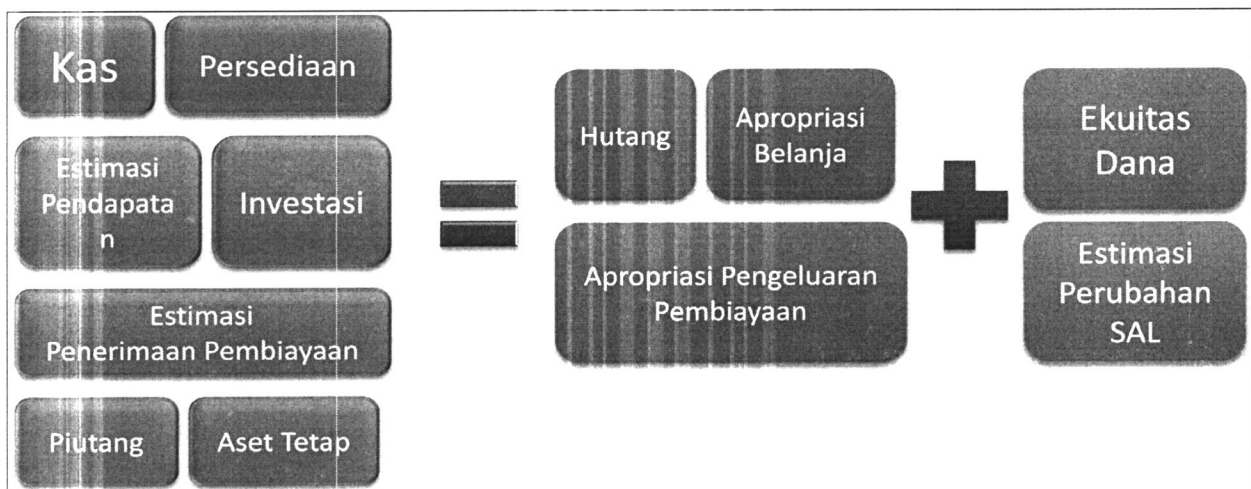 Kas
Persediaan
Estimasi
Pendapata
n
Investasi
Estimasi
Penerimaan Pembiayaan
Piutang
Aset Tetap
=
Hutang
Apropriasi
Belanja
Apropriasi Pengeluaran
Pembiayaan
+
Ekuitas
Dana
Estimasi
Perubahan
SAL